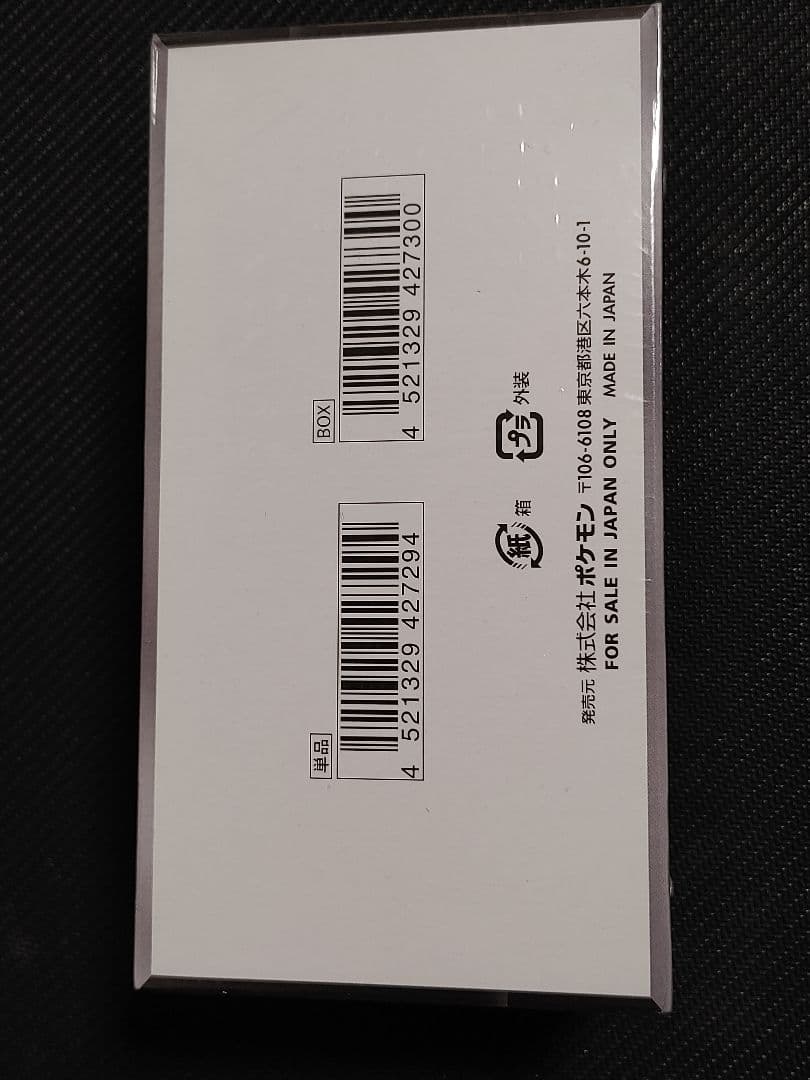 単品
4 521329 427294
BOX
4 521329 427300
紙 箱
プラ 外装
発売元 株式会社 ポケモン 〒106-6108 東京都港区六本木6-10-1
FOR SALE IN JAPAN ONLY MADE IN JAPAN